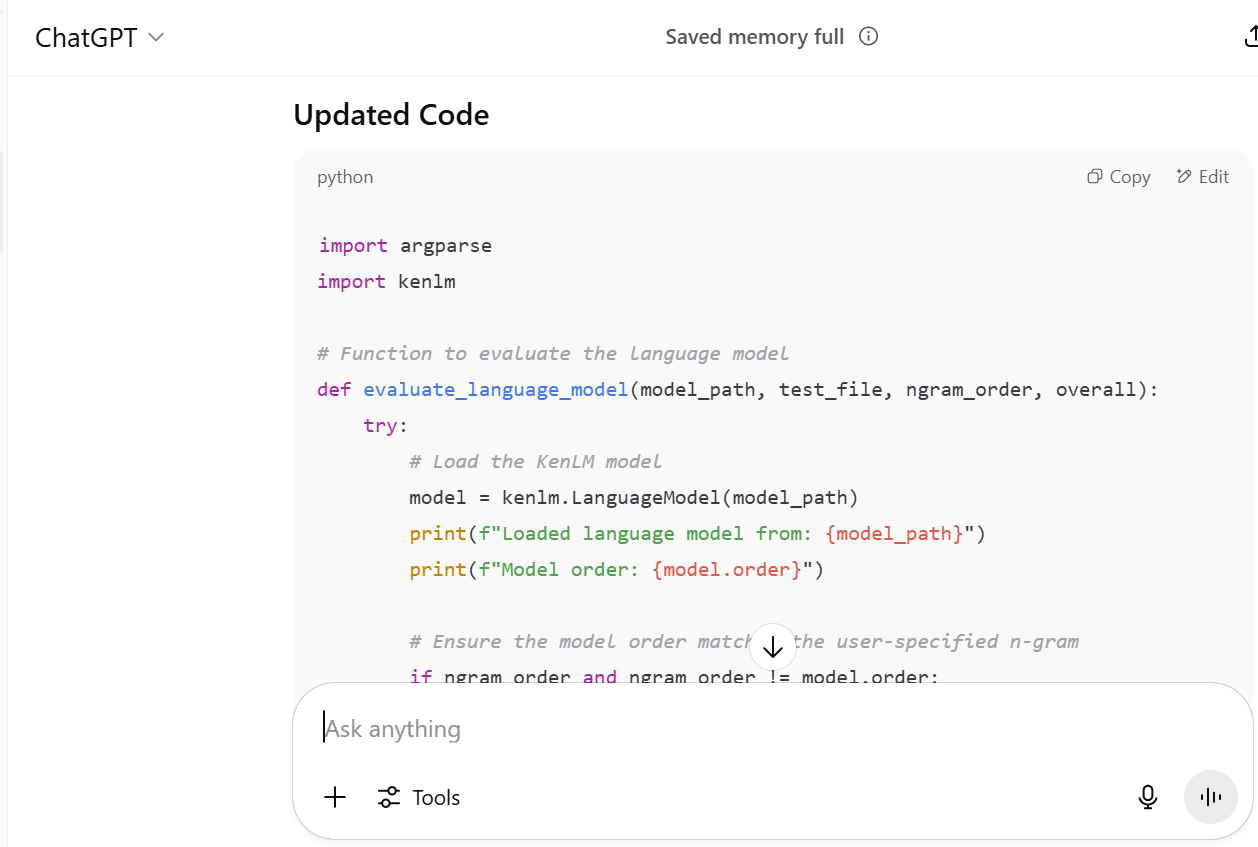 ChatGPT
Saved memory full
Updated Code
python
Copy
Edit
import argparse
import kenlm
# Function to evaluate the language model
def evaluate_language_model(model_path, test_file, ngram_order, overall):
try:
# Load the KenLM model
model = kenlm.LanguageModel(model_path)
print(f"Loaded language model from: {model_path}")
print(f"Model order: {model.order}")
# Ensure the model order match the user-specified n-gram
if ngram_order and ngram_order != model.order:
Ask anything
Tools